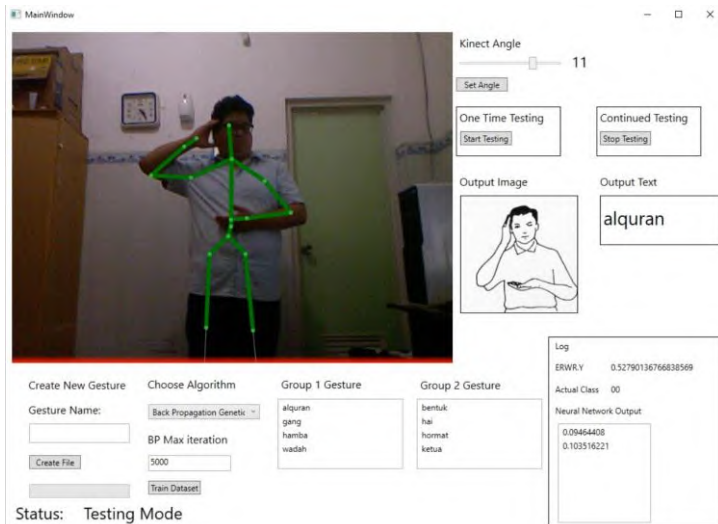 MainWindow
Kinect Angle
11
Set Angle
One Time Testing
Start Testing
Continued Testing
Stop Testing
Output Image
Output Text
alquran
Create New Gesture
Gesture Name:
Create File
Choose Algorithm
Back Propagation Genetic
BP Max iteration
5000
Train Dataset
Group 1 Gesture
alquran
gang
hamba
wadah
Group 2 Gesture
bentuk
hai
hormat
ketua
Log
ERWR.Y 0.52790136766838569
Actual Class 00
Neural Network Output
0.09464408
0.103516221
Status: Testing Mode